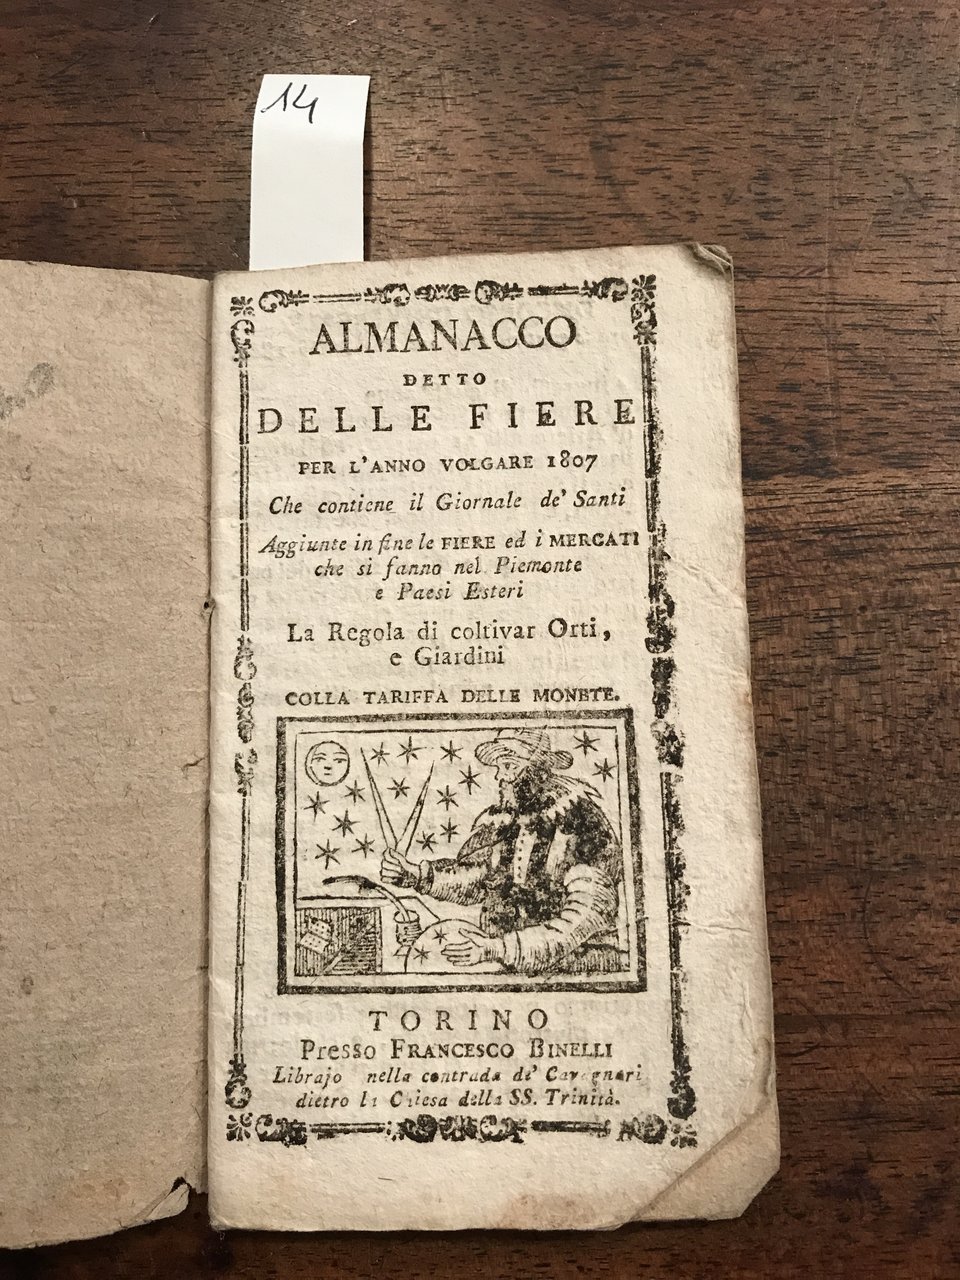 14
ALMANACCO
DETTO
DELLE FIERE
PER L'ANNO VOLGARE 1807
Che contiene il Giornale de' Santi
Aggiunte in fine le FIERE ed i MERCATI
che si fanno nel Piemonte
e Paesi Esteri
La Regola di coltivar Orti,
e Giardini
COLLA TARIFFA DELLE MONETE.
TORINO
Presso FRANCESCO BINELLI
Librajo nella contrada de'
dietro la Chiesa della SS. Trinità.